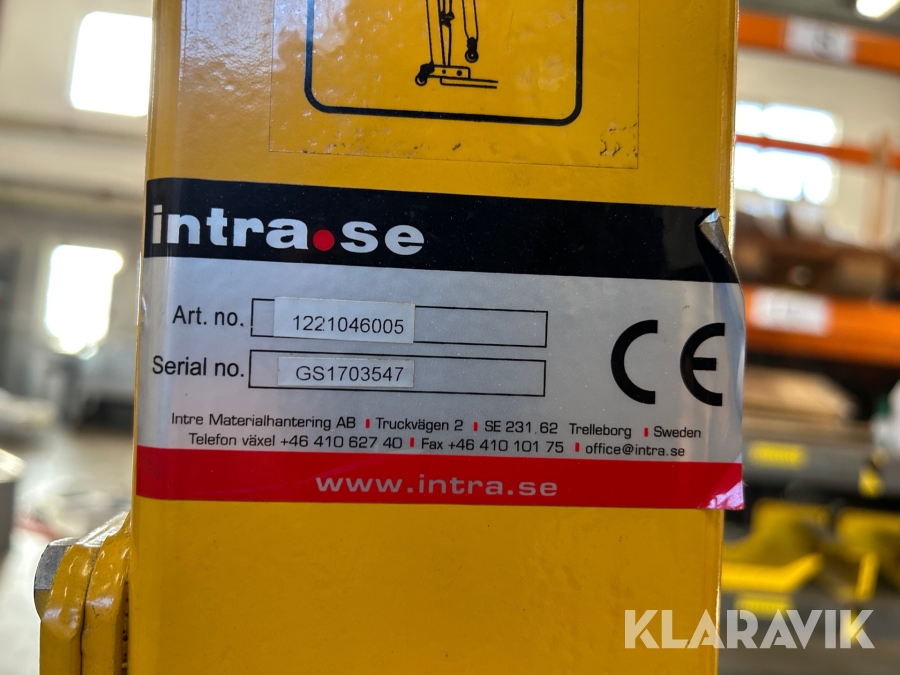 intra.se
Art. no. 1221046005
Serial no. GS1703547
CE
Intre Materialhantering AB Truckvägen 2 SE 231 62 Trelleborg Sweden
Telefon växel +46 410 627 40 Fax +46 410 101 75 office@intra.se
www.intra.se
KLARAVIK